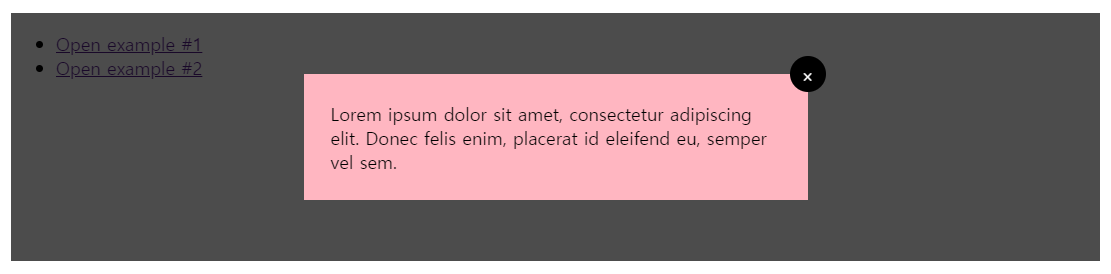 Open example #1
Open example #2
×
Lorem ipsum dolor sit amet, consectetur adipiscing
elit. Donec felis enim, placerat id eleifend eu, semper
vel sem.